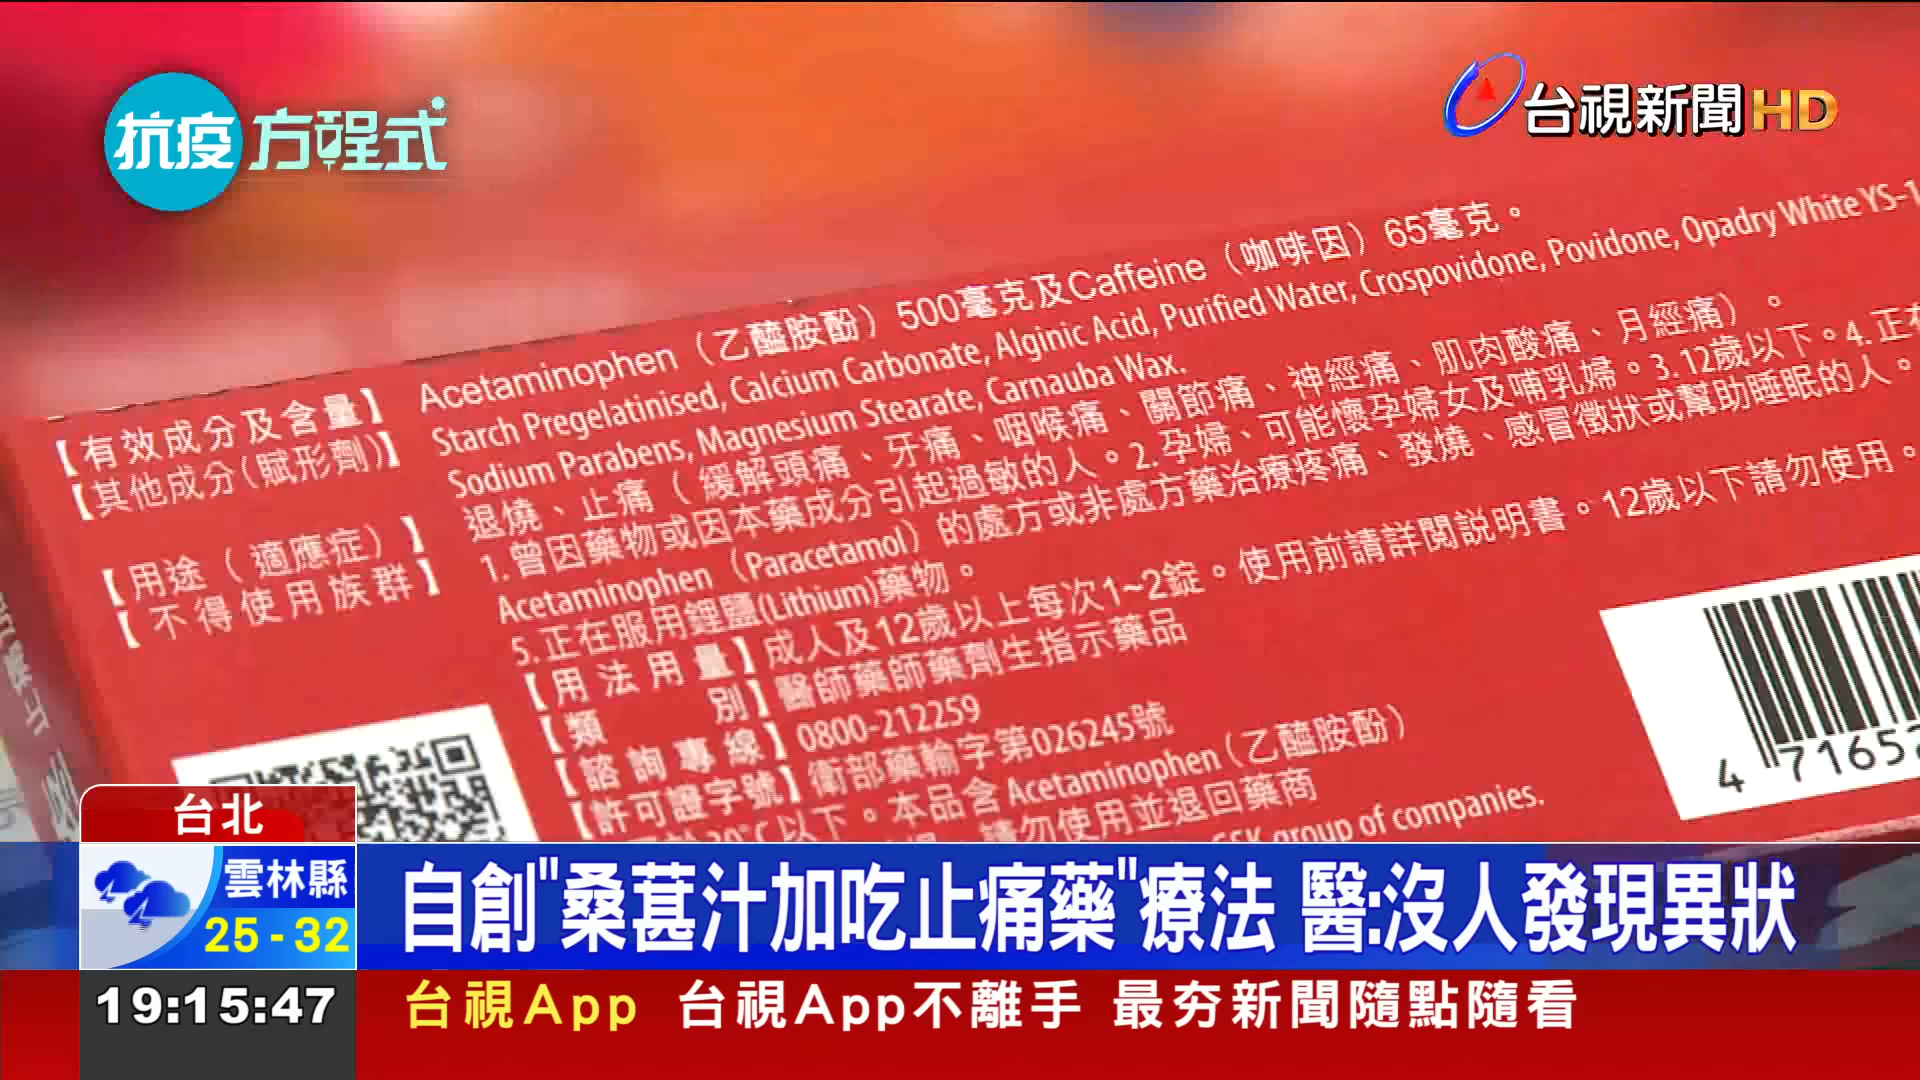 抗疫方程式
台視新聞HD
【有效成分及含量】 Acetaminophen（乙醯胺酚）500毫克及Caffeine（咖啡因）65毫克。
【其他成分(賦形劑)】 Starch Pregelatinised, Calcium Carbonate, Alginic Acid, Purified Water, Crospovidone, Povidone, Opadry White YS-1
Sodium Parabens, Magnesium Stearate, Carnauba Wax.
【用途（適應症）】 退燒、止痛（緩解頭痛、牙痛、咽喉痛、關節痛、神經痛、肌肉酸痛、月經痛）。
【不得使用族群】 1.曾因藥物或因本藥成分引起過敏的人。2.孕婦、可能懷孕婦女及哺乳婦。3.12歲以下。4.正在
Acetaminophen（Paracetamol）的處方或非處方藥治療疼痛、發燒、感冒徵狀或幫助睡眠的人。
5.正在服用鋰鹽(Lithium)藥物。
【用法用量】成人及12歲以上每次1~2錠。使用前請詳閱說明書。12歲以下請勿使用。
【類別】醫師藥師藥劑生指示藥品
【諮詢專線】0800-212259
【許可證字號】衛部藥輸字第026245號
30°C以下。本品含 Acetaminophen（乙醯胺酚）
請勿使用並退回藥商
GSK group of companies.
4 71652
台北
雲林縣
25-32
自創"桑葚汁加吃止痛藥"療法 醫:沒人發現異狀
19:15:47
台視App 台視App不離手 最夯新聞隨點隨看